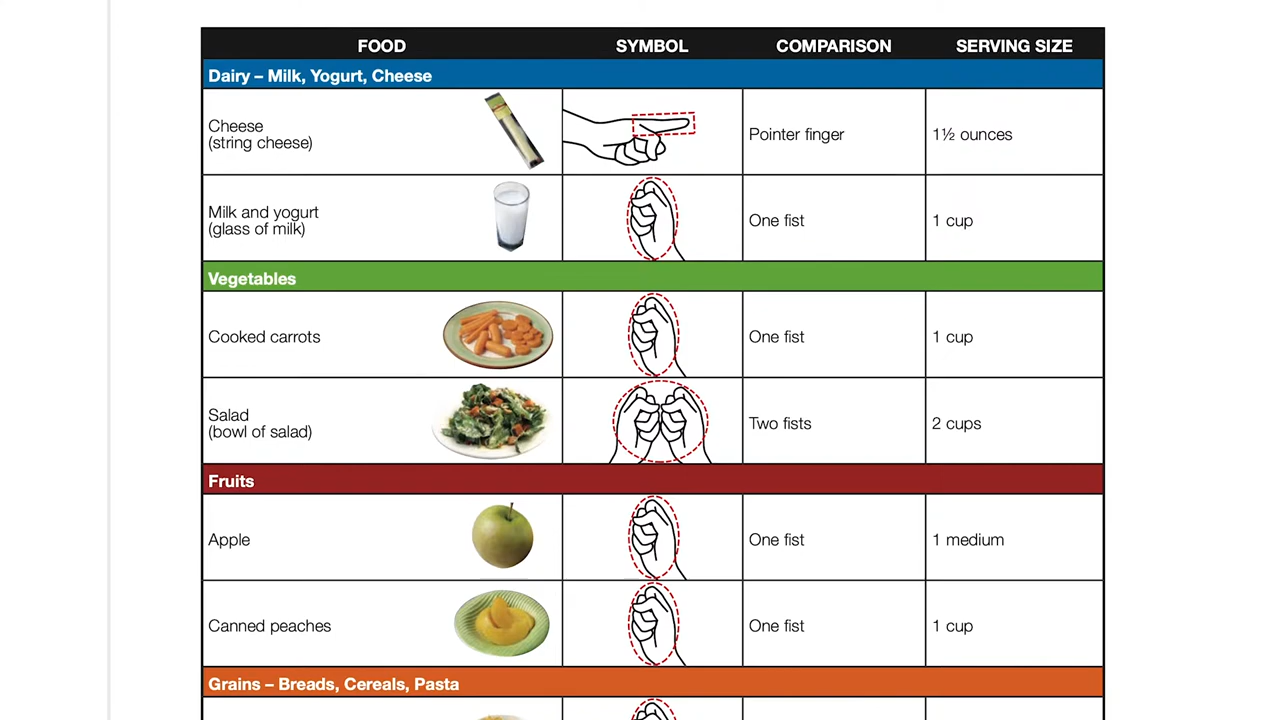 FOOD SYMBOL COMPARISON SERVING SIZE
Dairy – Milk, Yogurt, Cheese
Cheese
(string cheese)
Pointer finger
1½ ounces
Milk and yogurt
(glass of milk)
One fist
1 cup
Vegetables
Cooked carrots
One fist
1 cup
Salad
(bowl of salad)
Two fists
2 cups
Fruits
Apple
One fist
1 medium
Canned peaches
One fist
1 cup
Grains – Breads, Cereals, Pasta